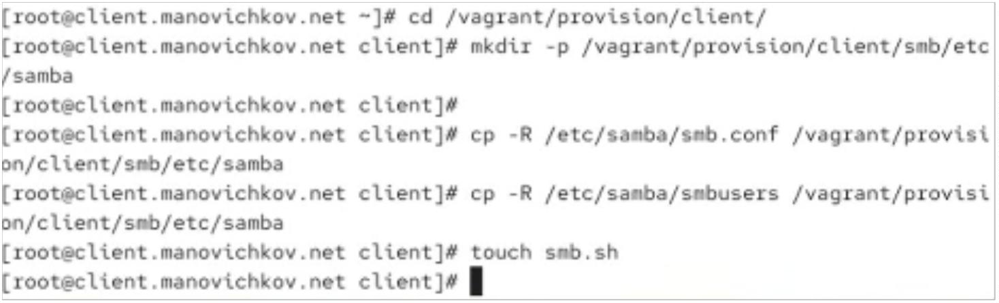 [root@client.manovichkov.net ~]# cd /vagrant/provision/client/
[root@client.manovichkov.net client]# mkdir -p /vagrant/provision/client/smb/etc
/samba
[root@client.manovichkov.net client]#
[root@client.manovichkov.net client]# cp -R /etc/samba/smb.conf /vagrant/provisi
on/client/smb/etc/samba
[root@client.manovichkov.net client]# cp -R /etc/samba/smbusers /vagrant/provisi
on/client/smb/etc/samba
[root@client.manovichkov.net client]# touch smb.sh
[root@client.manovichkov.net client]#